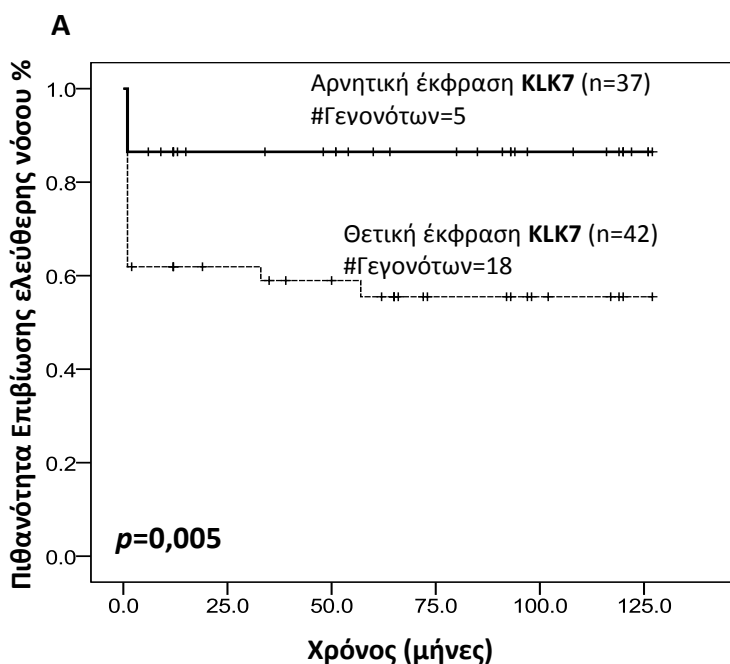 A
Πιθανότητα Επιβίωσης ελεύθερης νόσου %
1.0
0.8
0.6
0.4
0.2
0.0
Αρνητική έκφραση KLK7 (n=37)
#Γενονότων=5
Θετική έκφραση KLK7 (n=42)
#Γεγονότων=18
p=0,005
0.0 25.0 50.0 75.0 100.0 125.0
Χρόνος (μήνες)